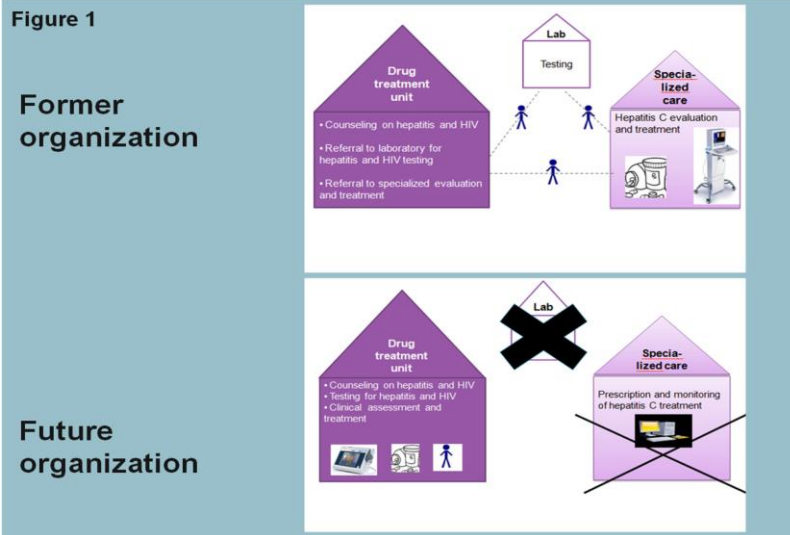 Figure 1
Former
organization
Drug
treatment
unit
• Counseling on hepatitis and HIV
• Referral to laboratory for
hepatitis and HIV testing
• Referral to specialized evaluation
and treatment
Lab
Testing
Specia-
lized
care
Hepatitis C evaluation
and treatment
Future
organization
Drug
treatment
unit
• Counseling on hepatitis and HIV
• Testing for hepatitis and HIV
• Clinical assessment and
treatment
Lab
Specia-
lized care
Prescription and monitoring
of hepatitis C treatment